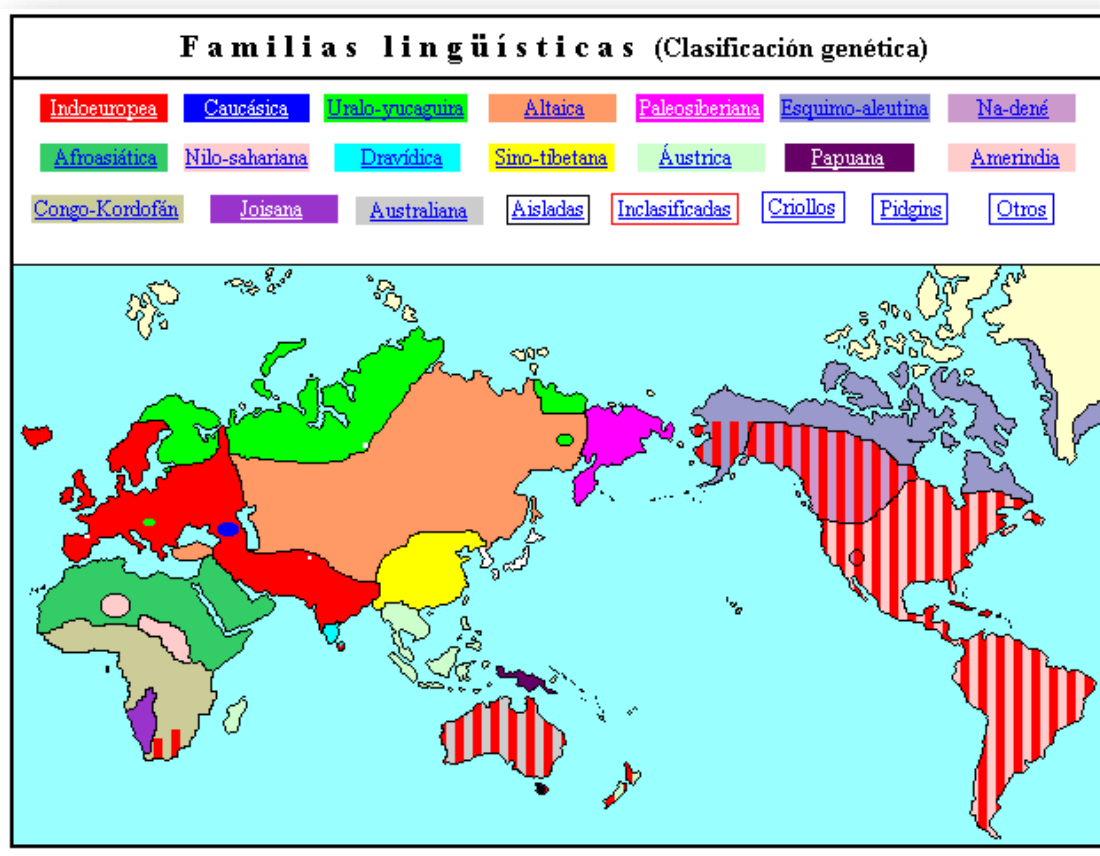 Familias lingüísticas (Clasificación genética)
Indoeuropea Caucásica Uralo-yucaguira Altaica Paleosiberiana Esquimo-aleutina Na-dené
Afroasiática Nilo-sahariana Dravídica Sino-tibetana Áustrica Papuana Amerindia
Congo-Kordofán Joisana Australiana Aisladas Inclasificadas Criollos Pidgins Otros